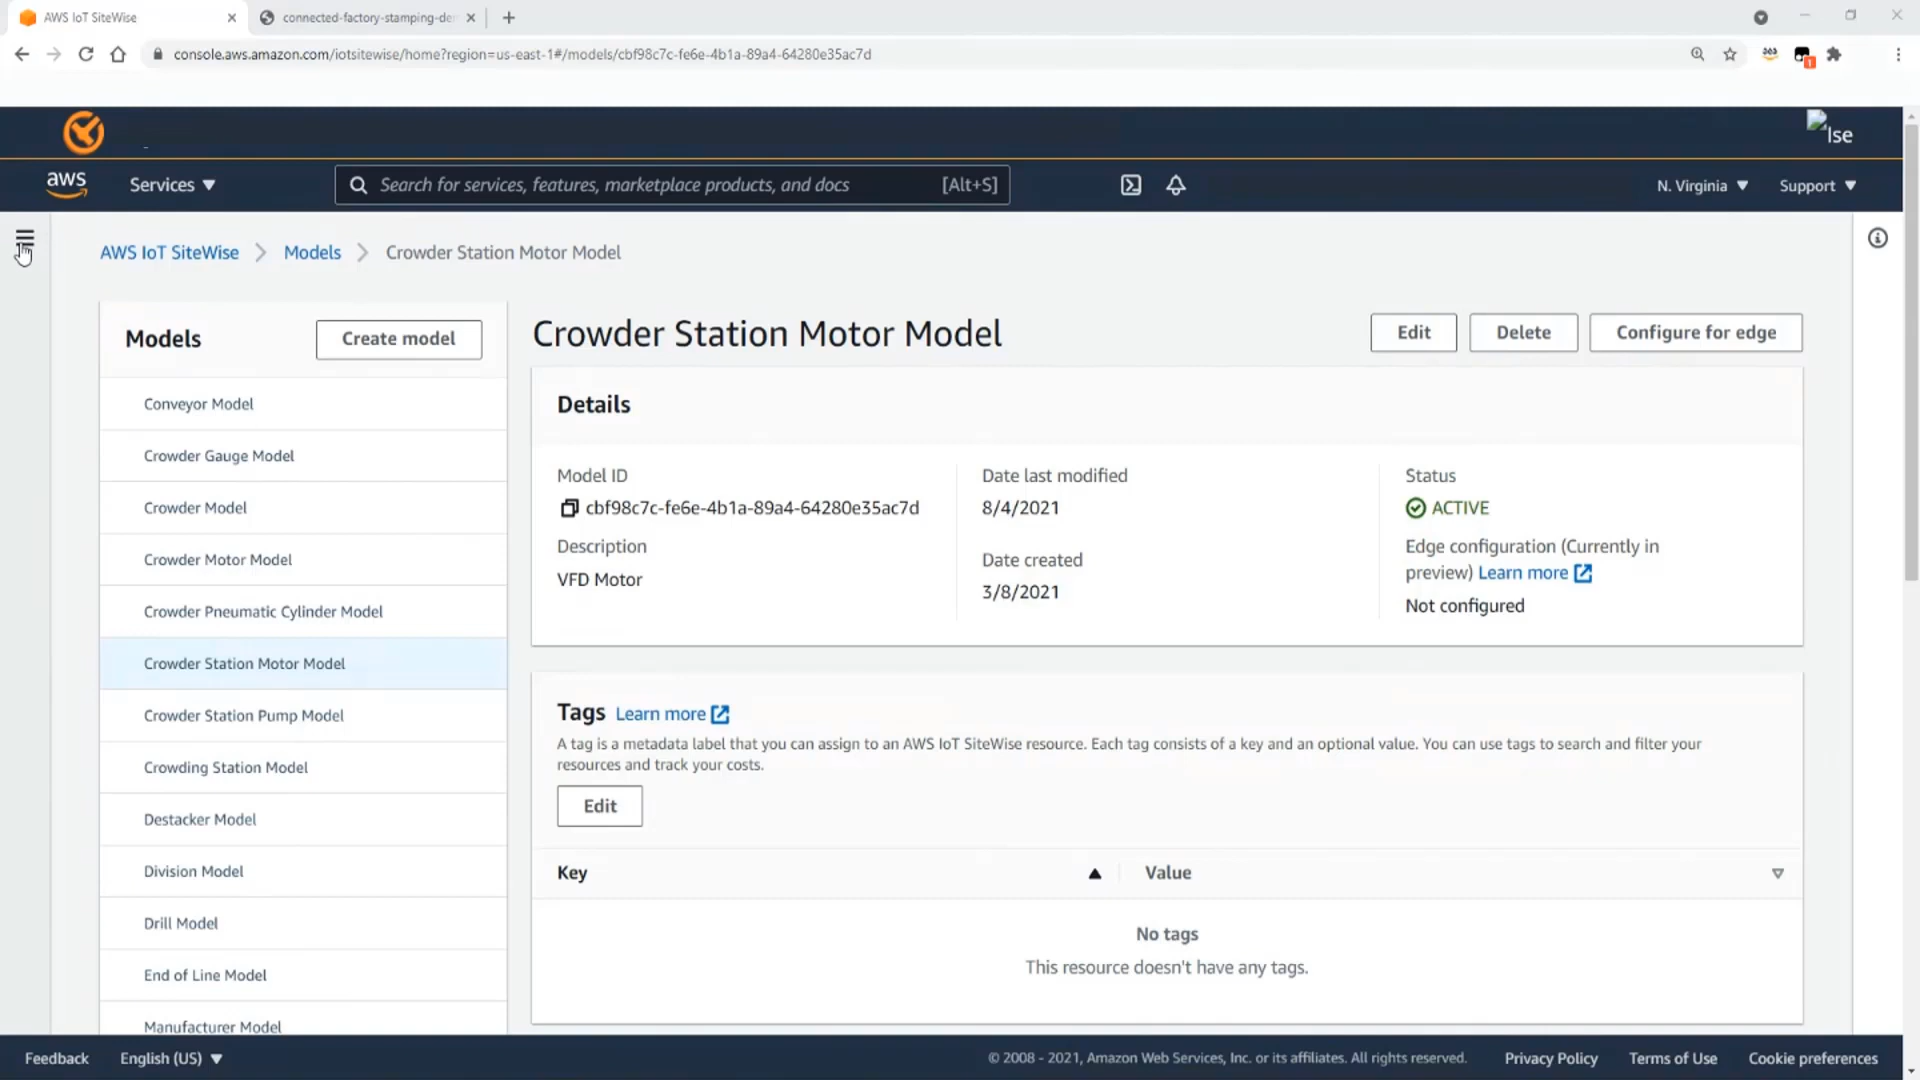 AWS IoT SiteWise
connected-factory-stamping-de
console.aws.amazon.com/iotsitewise/home?region=us-east-1#/models/cbf98c7c-fe6e-4b1a-89a4-64280e35ac7d
1
lse
aws
Services
Search for services, features, marketplace products, and docs
[Alt+S]
N. Virginia
Support
AWS IoT SiteWise
Models
Crowder Station Motor Model
Models
Create model
Conveyor Model
Crowder Gauge Model
Crowder Model
Crowder Motor Model
Crowder Pneumatic Cylinder Model
Crowder Station Motor Model
Crowder Station Pump Model
Crowding Station Model
Destacker Model
Division Model
Drill Model
End of Line Model
Manufacturer Model
Crowder Station Motor Model
Edit
Delete
Configure for edge
Details
Model ID
cbf98c7c-fe6e-4b1a-89a4-64280e35ac7d
Description
VFD Motor
Date last modified
8/4/2021
Date created
3/8/2021
Status
ACTIVE
Edge configuration (Currently in
preview) Learn more
Not configured
Tags Learn more
A tag is a metadata label that you can assign to an AWS IoT SiteWise resource. Each tag consists of a key and an optional value. You can use tags to search and filter your
resources and track your costs.
Edit
Key
Value
No tags
This resource doesn't have any tags.
Feedback
English (US)
© 2008 - 2021, Amazon Web Services, Inc. or its affiliates. All rights reserved.
Privacy Policy
Terms of Use
Cookie preferences